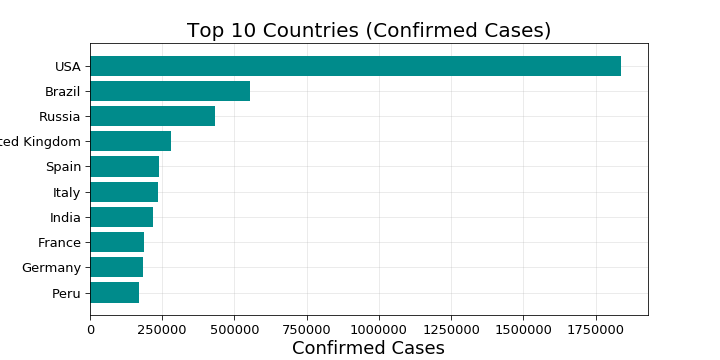 Top 10 Countries (Confirmed Cases)
USA
Brazil
Russia
ted Kingdom
Spain
Italy
India
France
Germany
Peru
0 250000 500000 750000 1000000 1250000 1500000 1750000
Confirmed Cases